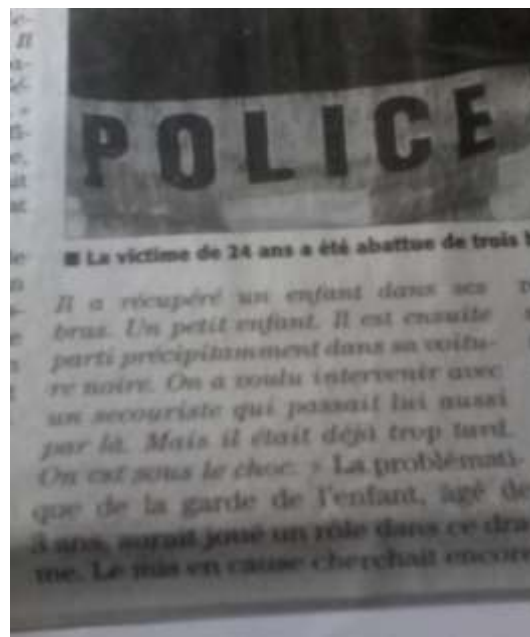 POLICE
■ La victime de 24 ans a été abattue de trois
Il a récupéré un enfant dans ses
bras. Un petit enfant. Il est ensuite
parti précipitamment dans sa voitu-
re noire. On a voulu intervenir avec
un secouriste qui passait lui aussi
par là. Mais il était déjà trop tard.
On est sous le choc. » La problémati-
que de la garde de l'enfant, âgé de
3 ans, aurait joué un rôle dans ce dra-
me. Le mis en cause cherchait encore